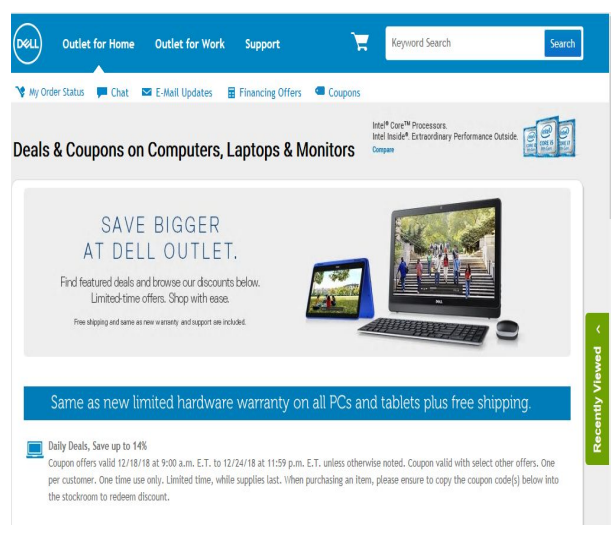 DELL
Outlet for Home Outlet for Work Support
Keyword Search Search
My Order Status Chat E-Mail Updates Financing Offers Coupons
Intel® Core™ Processors.
Intel Inside®. Extraordinary Performance Outside.
Compare
Deals & Coupons on Computers, Laptops & Monitors
SAVE BIGGER
AT DELL OUTLET.
Find featured deals and browse our discounts below.
Limited-time offers. Shop with ease.
Free shipping and same as new warranty and support are included.
Recently Viewed
Same as new limited hardware warranty on all PCs and tablets plus free shipping.
Daily Deals, Save up to 14%
Coupon offers valid 12/18/18 at 9:00 a.m. E.T. to 12/24/18 at 11:59 p.m. E.T. unless otherwise noted. Coupon valid with select other offers. One
per customer. One time use only. Limited time, while supplies last. When purchasing an item, please ensure to copy the coupon code(s) below into
the stockroom to redeem discount.